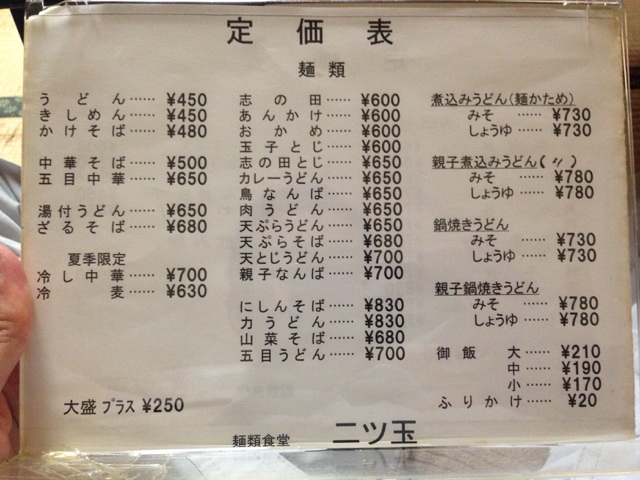 定価表
麺類
うどん……¥450
きしめん……¥450
かけそば……¥480
中華そば……¥500
五目中華……¥650
湯付うどん……¥650
ざるそば……¥680
夏季限定
冷し中華……¥700
冷麦……¥630
大盛プラス¥250
志の田……¥600
あんかけ……¥600
おかめ……¥600
玉子とじ……¥600
志の田とじ……¥650
カレーうどん……¥650
鳥なんば……¥650
肉うどん……¥650
天ぷらうどん……¥650
天ぷらそば……¥680
天とじうどん……¥700
親子なんば……¥700
にしんそば……¥830
力うどん……¥830
山菜そば……¥680
五目うどん……¥700
煮込みうどん(麺かため)
みそ……¥730
しょうゆ……¥730
親子煮込みうどん(〃)
みそ……¥780
しょうゆ……¥780
鍋焼きうどん
みそ……¥730
しょうゆ……¥730
親子鍋焼きうどん
みそ……¥780
しょうゆ……¥780
御飯 大……¥210
中……¥190
小……¥170
ふりかけ……¥20
麺類食堂 二ツ玉